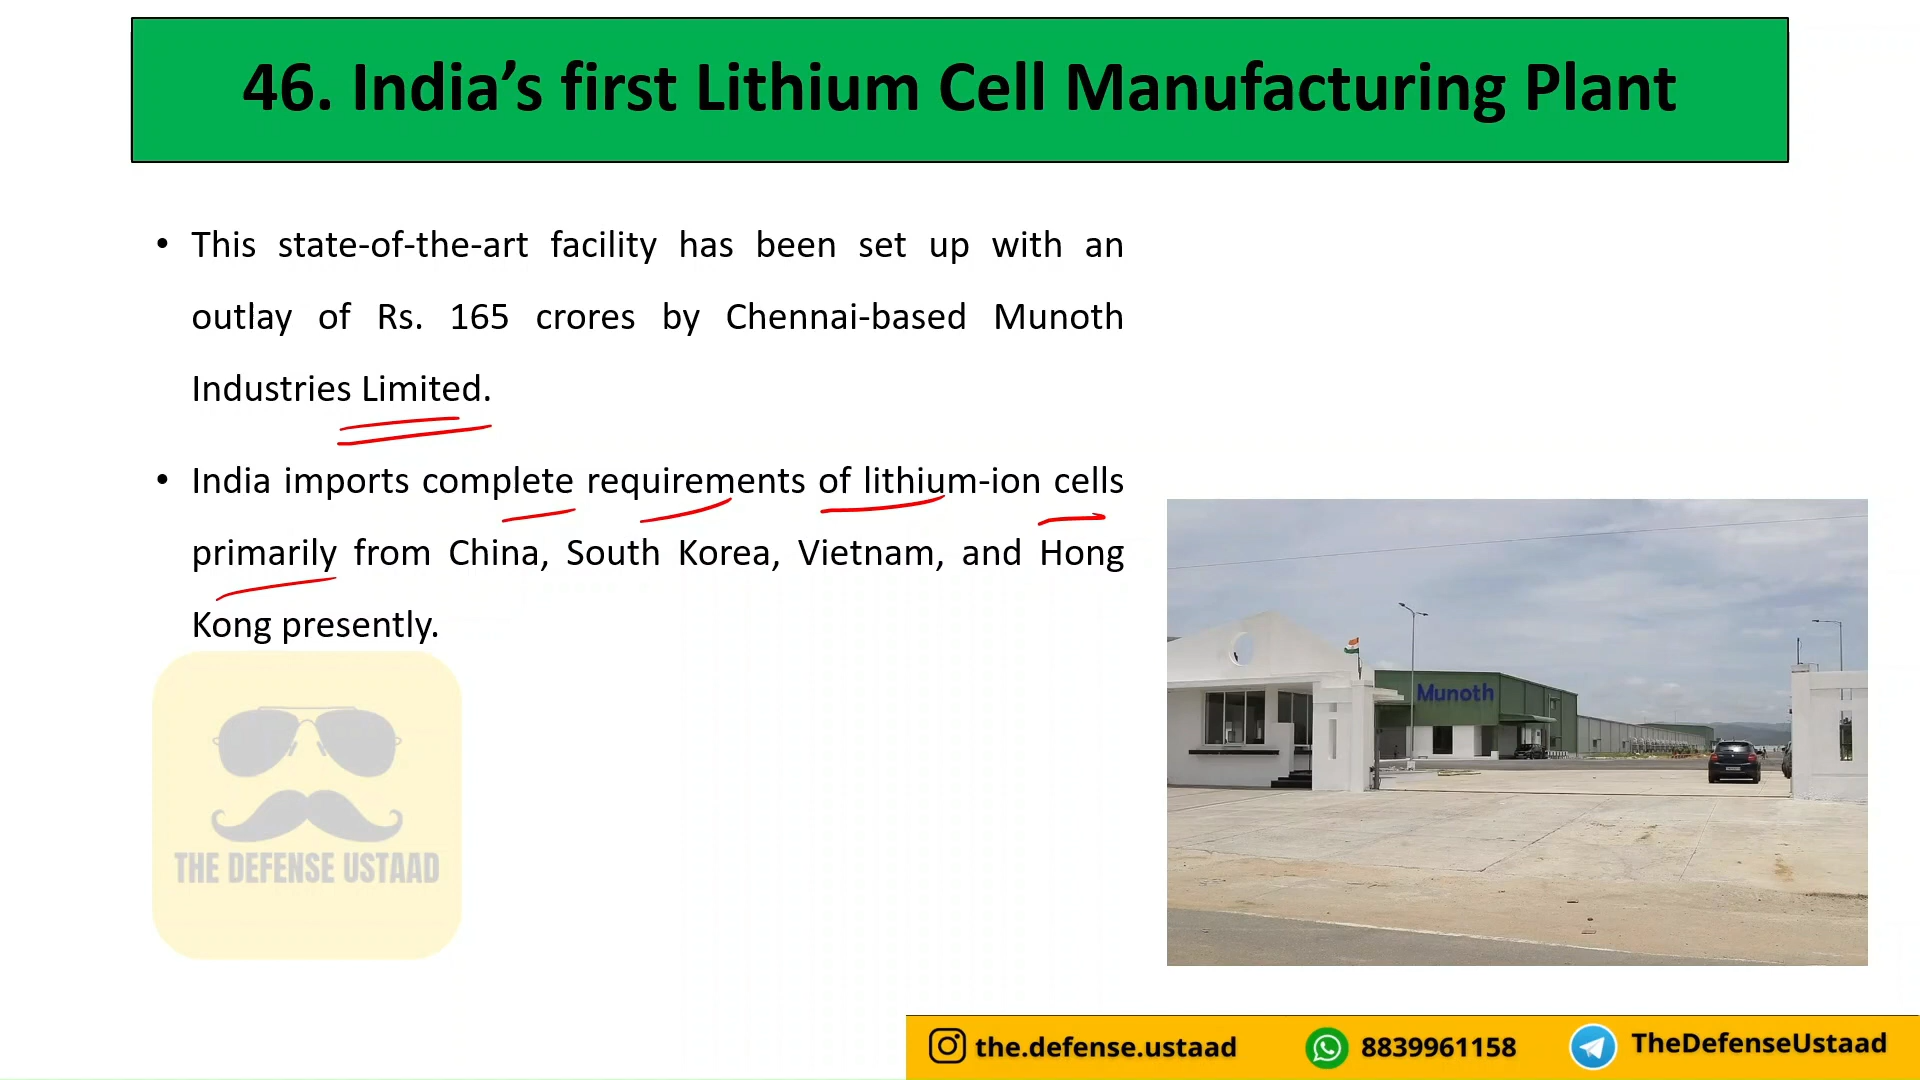 46. India’s first Lithium Cell Manufacturing Plant
• This state-of-the-art facility has been set up with an
outlay of Rs. 165 crores by Chennai-based Munoth
Industries Limited.
• India imports complete requirements of lithium-ion cells
primarily from China, South Korea, Vietnam, and Hong
Kong presently.
Munoth
THE DEFENSE USTAAD
the.defense.ustaad
8839961158
TheDefenseUstaad